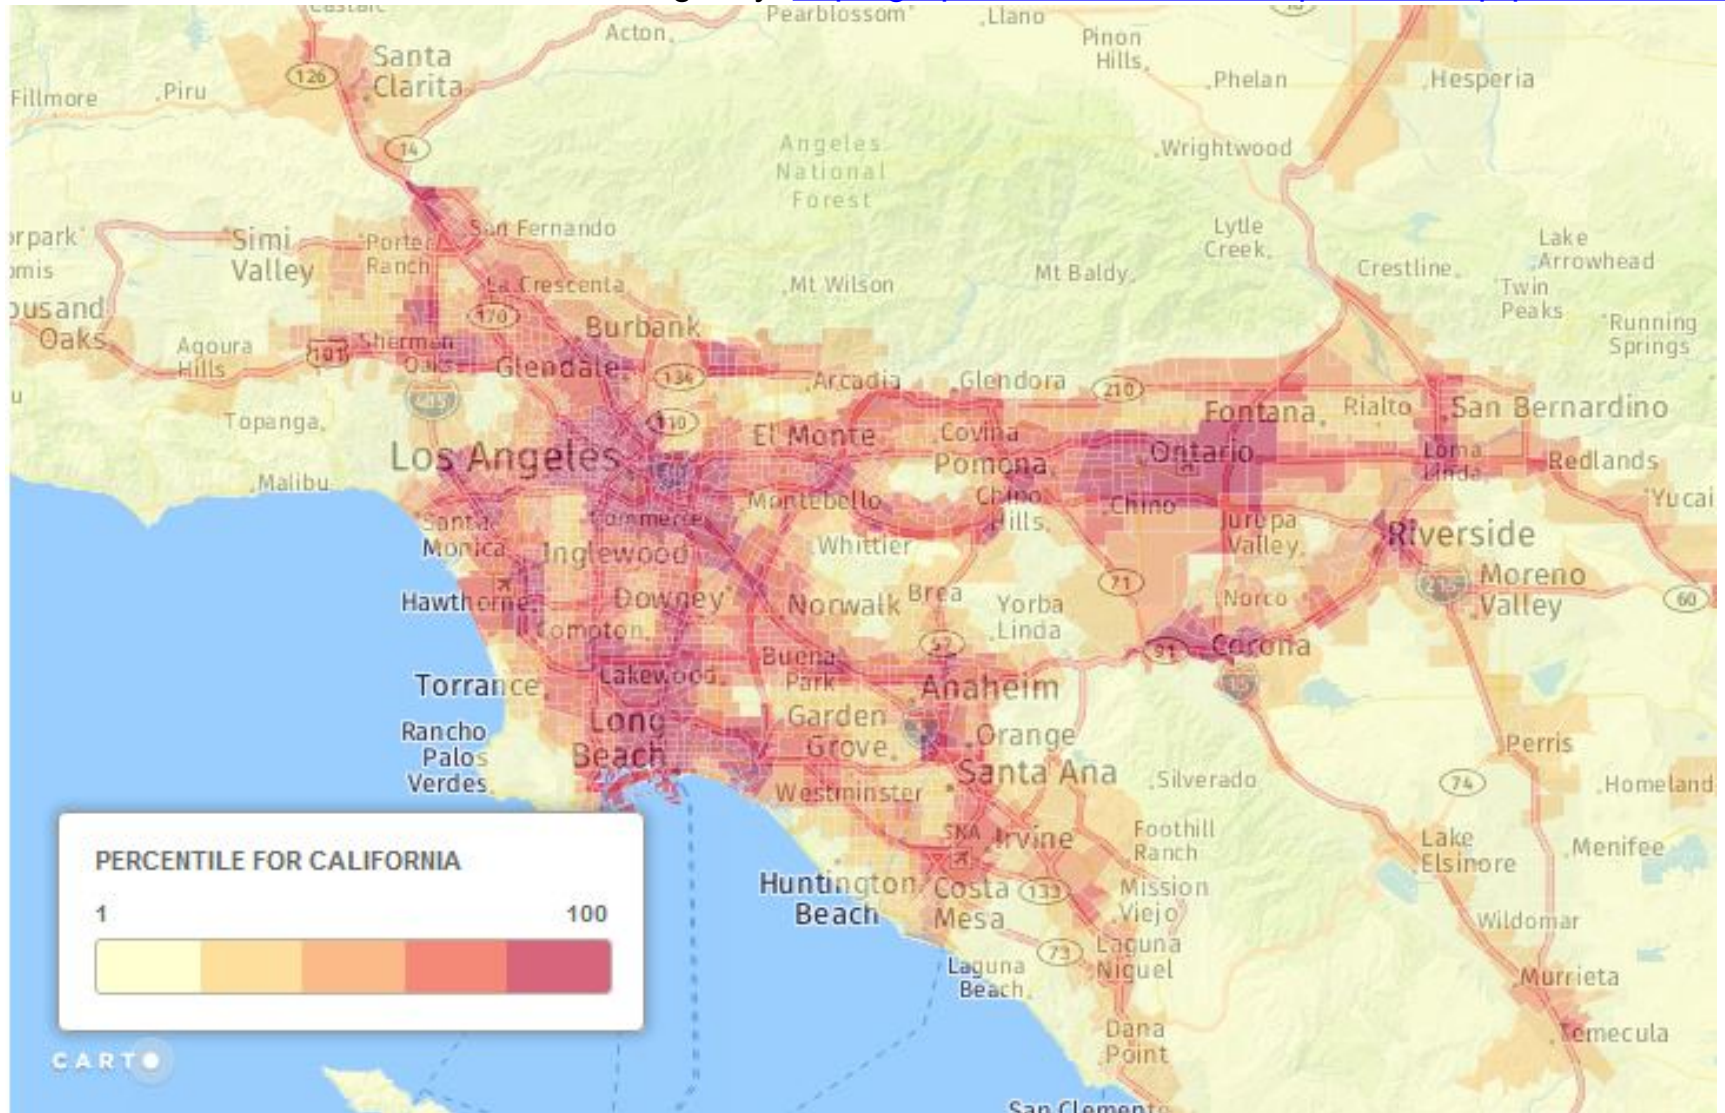 Pearblossom
Llano
Acton
Pinon
Hills
Santa
Clarita
126
Fillmore
Piru
Phelan
Hesperia
14
Angeles
National
Forest
Wrightwood
Simi
Valley
Porter
Ranch
San Fernando
Lytle
Creek
Lake
Arrowhead
La Crescenta
Mt Wilson
Mt Baldy
Crestline
Twin
Peaks
Oaks
170
Burbank
Running
Springs
Agoura
Hills
101
Sherman
Oaks
Glendale
134
Arcadia
Glendora
210
Topanga
110
El Monte
Covina
Fontana
Rialto
San Bernardino
Los Angeles
Pomona
Ontario
Loma
Linda
Redlands
Malibu
Montebello
Chino
Hills
Chino
Santa
Monica
Commerce
Inglewood
Whittier
Jurupa
Valley
Riverside
Hawthorne
Downey
Norwalk
Brea
Yorba
Linda
71
Norco
215
Moreno
Valley
60
Compton
57
91
Corona
Torrance
Lakewood
Buena
Park
Anaheim
15
Rancho
Palos
Verdes
Long
Beach
Garden
Grove
Orange
Santa Ana
Perris
Westminster
Silverado
74
Homeland
SNA
Irvine
Foothill
Ranch
Lake
Elsinore
Menifee
Huntington
Beach
Costa
Mesa
133
Mission
Viejo
Wildomar
73
Laguna
Niguel
Laguna
Beach
Murrieta
Dana
Point
Temecula
PERCENTILE FOR CALIFORNIA
1 100
CARTO